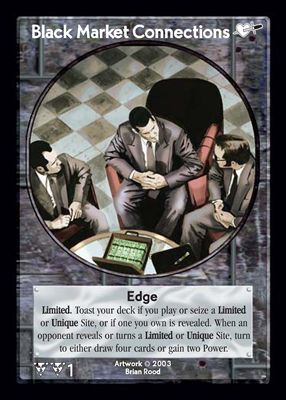 Black Market Connections
Edge
Limited. Toast your deck if you play or seize a Limited
or Unique Site, or if one you own is revealed. When an
opponent reveals or turns a Limited or Unique Site, turn
to either draw four cards or gain two Power.
1
Artwork © 2003
Brian Rood